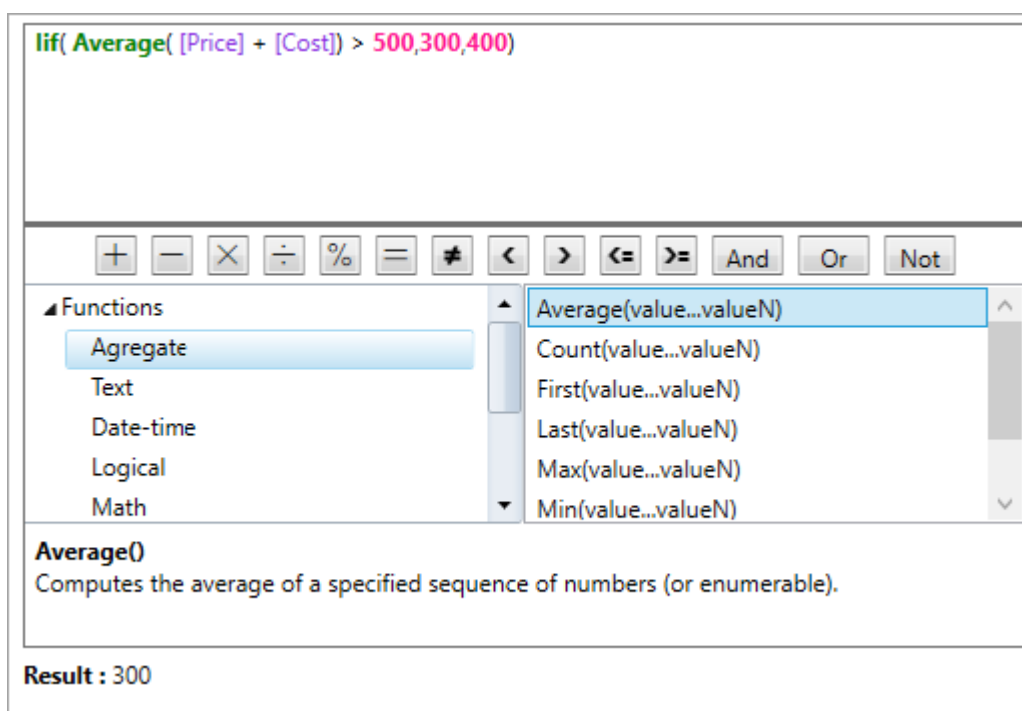 Iif( Average( [Price] + [Cost]) > 500,300,400)
+ − × ÷ % = ≠ < > <= >= And Or Not
Functions
Agregate
Text
Date-time
Logical
Math
Average(value...valueN)
Count(value...valueN)
First(value...valueN)
Last(value...valueN)
Max(value...valueN)
Min(value...valueN)
Average()
Computes the average of a specified sequence of numbers (or enumerable).
Result : 300